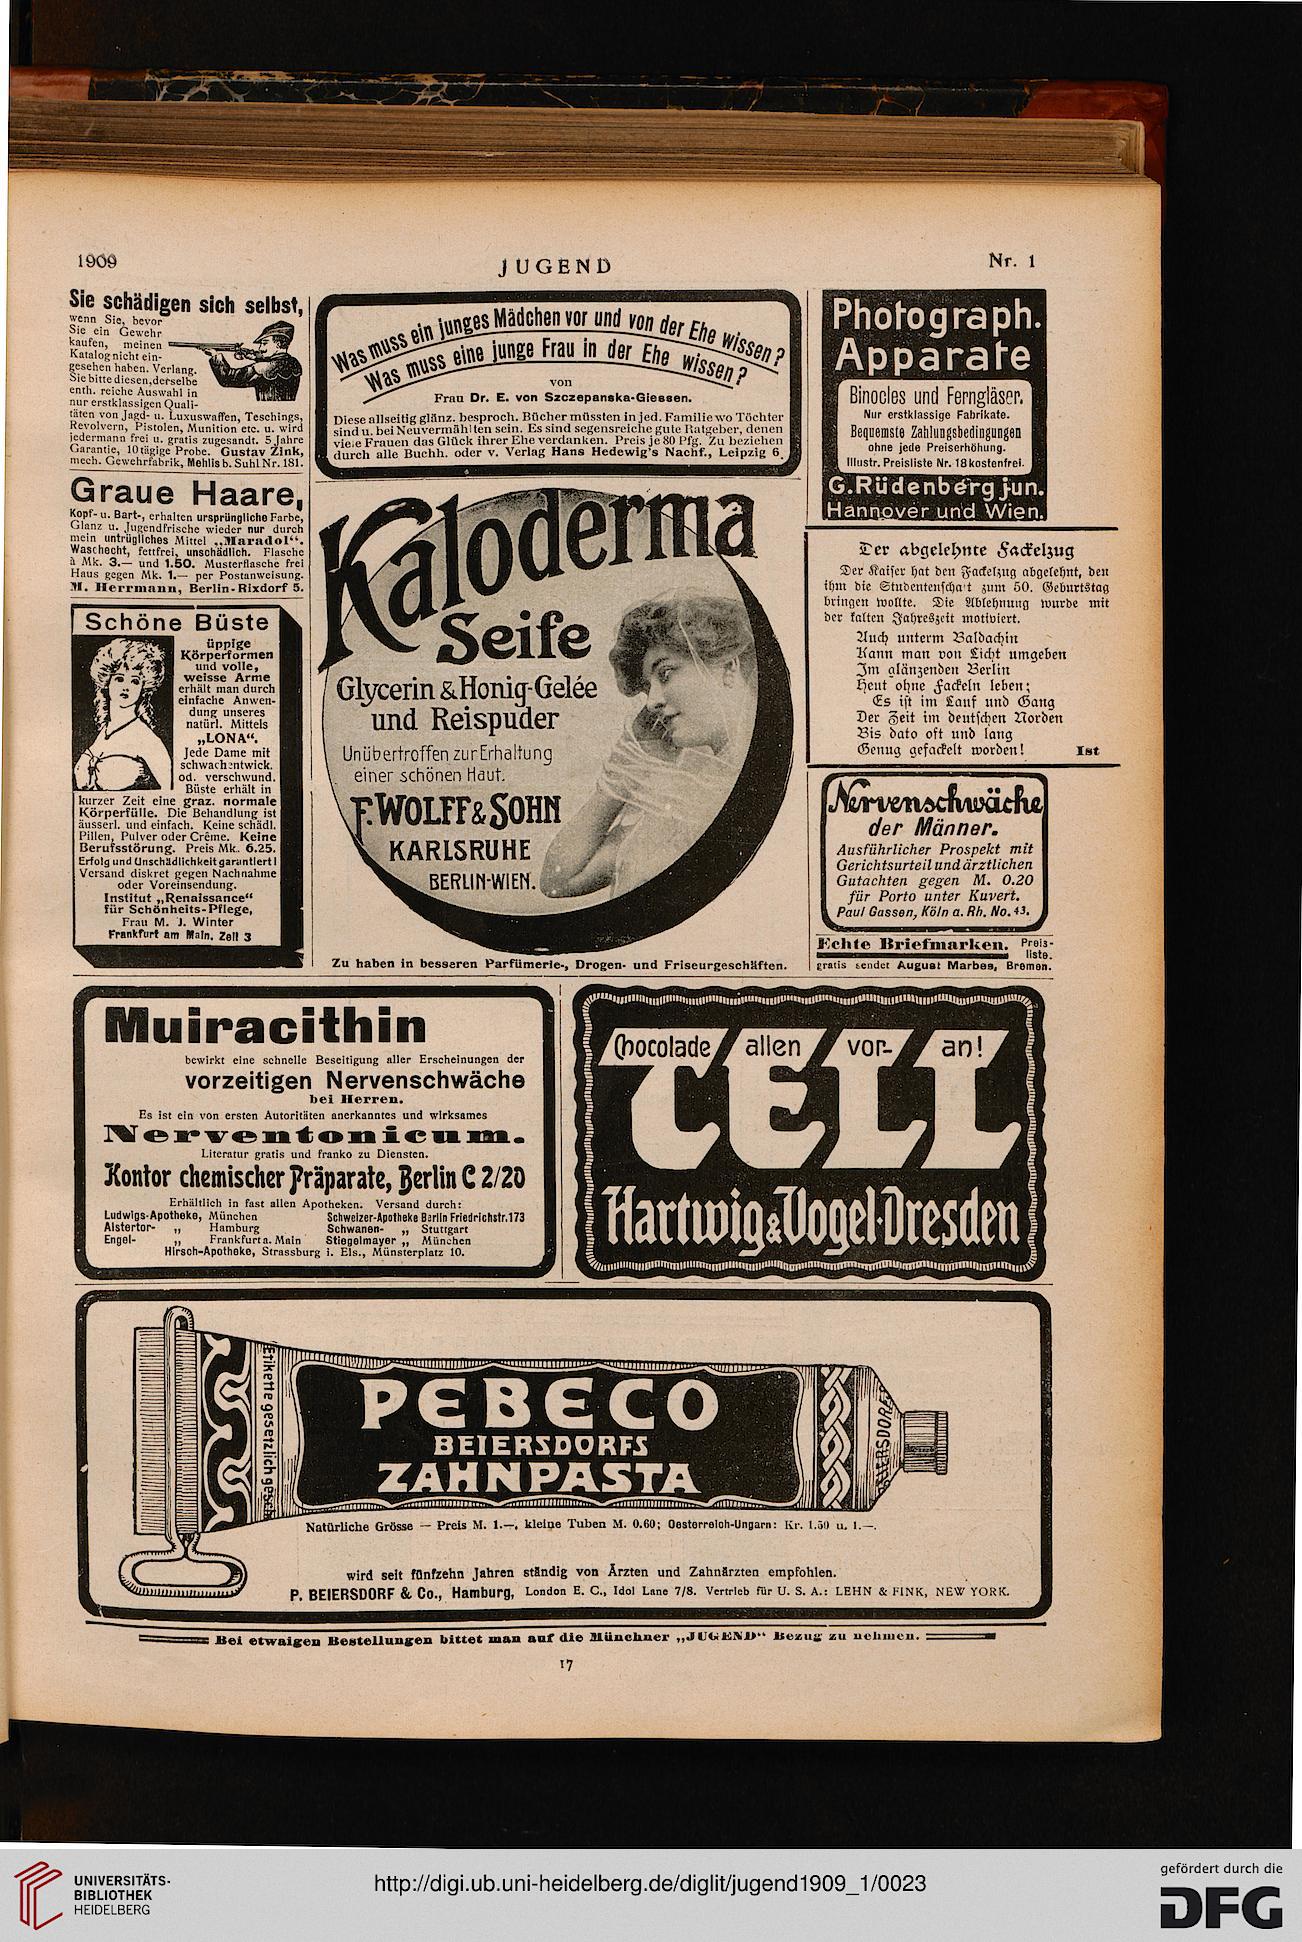 1909
JUGEND
Nr. 1
Sie schädigen sich selbst,
wenn Sie, bevor
Sie ein Gewehr
kaufen, meinen
Katalog nicht ein-
gesehen haben. Verlang.
Sie bitte diesen, derselbe
enth. reiche Auswahl in
nur erstklassigen Quali-
täten von Jagd- u. Luxuswaffen, Teschings,
Revolvern, Pistolen, Munition etc. u. wird
jedermann frei u. gratis zugesandt. 5 Jahre
Garantie, 10 tägige Probe. Gustav Zink,
mech. Gewehrfabrik, Mehlis b. Suhl Nr. 181.
Graue Haare,
Kopf- u. Bart-, erhalten ursprüngliche Farbe,
Glanz u. Jugendfrische wieder nur durch
mein untrügliches Mittel „Maradol“.
Waschecht, fettfrei, unschädlich. Flasche
à Mk. 3.— und 1.50. Musterflasche frei
Haus gegen Mk. 1.— per Postanweisung.
M. Herrmann, Berlin-Rixdorf 5.
Schöne Büste
üppige
Körperformen
und volle,
weisse Arme
erhält man durch
einfache Anwen-
dung unseres
natürl. Mittels
„LONA“.
Jede Dame mit
schwachentwick.
od. verschwund.
Büste erhält in
kurzer Zeit eine graz. normale
Körperfülle. Die Behandlung ist
äusserl. und einfach. Keine schädl.
Pillen, Pulver oder Crême. Keine
Berufsstörung. Preis Mk. 6.25.
Erfolg und Unschädlichkeit garantiert!
Versand diskret gegen Nachnahme
oder Voreinsendung.
Institut „Renaissance“
für Schönheits-Pflege,
Frau M. J. Winter
Frankfurt am Main. Zeil 3
Was muss ein junges Mädchen vor und von der Ehe wissen?
Was muss eine junge Frau in der Ehe wissen?
von
Frau Dr. E. von Szczepanska-Giessen.
Diese allseitig glänz. besproch. Bücher müssten in jed. Familie wo Töchter
sind u. bei Neuvermählten sein. Es sind segensreiche gute Ratgeber, denen
viele Frauen das Glück ihrer Ehe verdanken. Preis je 80 Pfg. Zu beziehen
durch alle Buchh. oder v. Verlag Hans Hedewig's Nachf., Leipzig 6.
Kaloderma
Seife
Glycerin & Honig-Gelée
und Reispuder
Unübertroffen zur Erhaltung
einer schönen Haut.
F. WOLFF & SOHN
KARLSRUHE
BERLIN-WIEN.
Zu haben in besseren Parfümerie-, Drogen- und Friseurgeschäften.
Photograph.
Apparate
Binocles und Ferngläser.
Nur erstklassige Fabrikate.
Bequemste Zahlungsbedingungen
ohne jede Preiserhöhung.
Illustr. Preisliste Nr. 18 kostenfrei.
G. Rüdenberg jun.
Hannover und Wien.
Der abgelehnte Fackelzug
Der Kaiser hat den Fackelzug abgelehnt, den
ihm die Studentenschaft zum 50. Geburtstag
bringen wollte. Die Ablehnung wurde mit
der kalten Jahreszeit motiviert.
Auch unterm Baldachin
Kann man von Licht umgeben
Im glänzenden Berlin
Heut ohne Fackeln leben;
Es ist im Lauf und Gang
Der Zeit im deutschen Norden
Bis dato oft und lang
Genug gefackelt worden!
Ist
Nervenschwäche
der Männer.
Ausführlicher Prospekt mit
Gerichtsurteil und ärztlichen
Gutachten gegen M. 0.20
für Porto unter Kuvert.
Paul Gassen, Köln a. Rh. No. 43.
Echte Briefmarken. Preis-
liste.
gratis sendet August Marbes, Bremen.
Muiracithin
bewirkt eine schnelle Beseitigung aller Erscheinungen der
vorzeitigen Nervenschwäche
bei Herren.
Es ist ein von ersten Autoritäten anerkanntes und wirksames
Nerventonicum.
Literatur gratis und franko zu Diensten.
Kontor chemischer Präparate, Berlin C 2/20
Erhältlich in fast allen Apotheken. Versand durch:
Ludwigs-Apotheke, München Schweizer-Apotheke Berlin Friedrichstr. 173
Alstertor- „ Hamburg Schwanen- „ Stuttgart
Engel- „ Frankfurt a. Main Stiegelmayer „ München
Hirsch-Apotheke, Strassburg i. Els., Münsterplatz 10.
Chocolade allen vor- an!
TELL
Hartwig & Vogel-Dresden
Etikette gesetzlich gesch
PEBECO
BEIERSDORFS
ZAHNPASTA
BEIERSDORF
Natürliche Grösse — Preis M. 1.—, kleine Tuben M. 0.60; Oesterreich-Ungarn: Kr. 1.50 u. 1.—.
wird seit fünfzehn Jahren ständig von Ärzten und Zahnärzten empfohlen.
P. BEIERSDORF & Co., Hamburg, London E. C., Idol Lane 7/8. Vertrieb für U. S. A.: LEHN & FINK, NEW YORK.
Bei etwaigen Bestellungen bittet man auf die Münchner „JUGEND“ Bezug zu nehmen.
17
UNIVERSITÄTS-
BIBLIOTHEK
HEIDELBERG
http://digi.ub.uni-heidelberg.de/diglit/jugend1909_1/0023
gefördert durch die
DFG